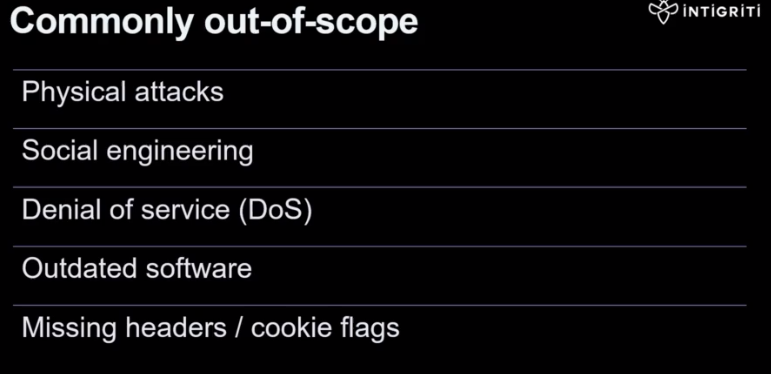 Commonly out-of-scope
INTIGRITI
Physical attacks
Social engineering
Denial of service (DoS)
Outdated software
Missing headers / cookie flags